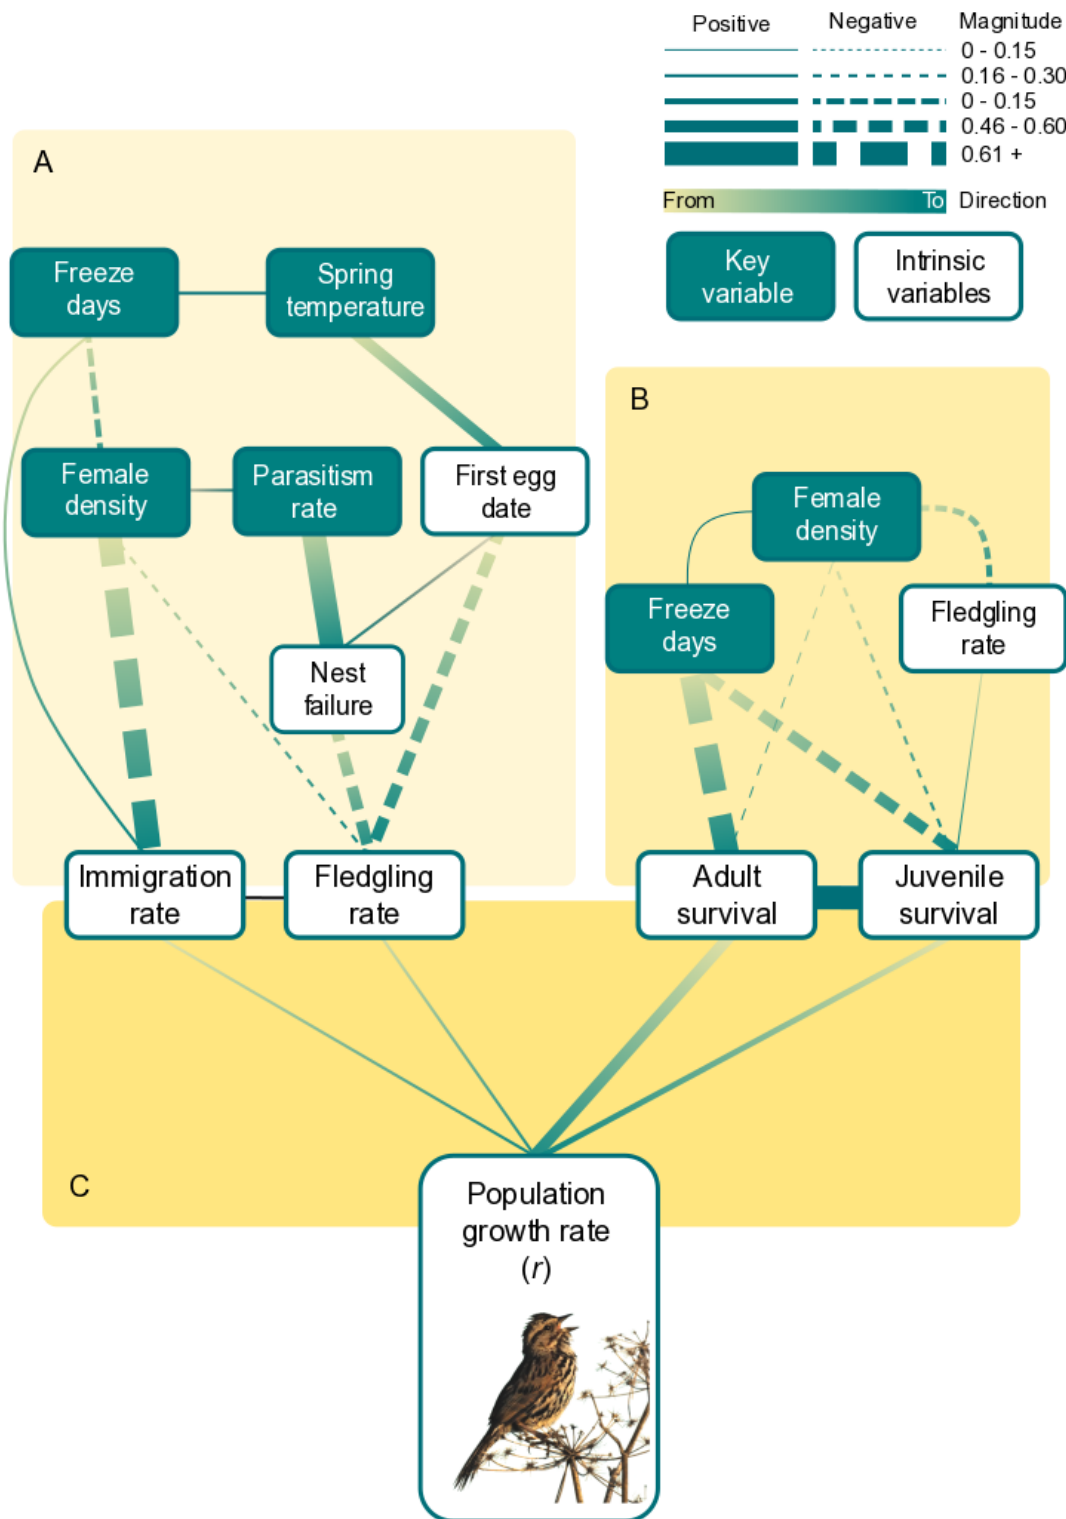 Positive Negative Magnitude
0 - 0.15
0.16 - 0.30
0 - 0.15
0.46 - 0.60
0.61 +
From To Direction
Key
variable
Intrinsic
variables
A
Freeze
days
Spring
temperature
Female
density
Parasitism
rate
First egg
date
Nest
failure
B
Female
density
Freeze
days
Fledgling
rate
Immigration
rate
Fledgling
rate
Adult
survival
Juvenile
survival
C
Population
growth rate
(r)